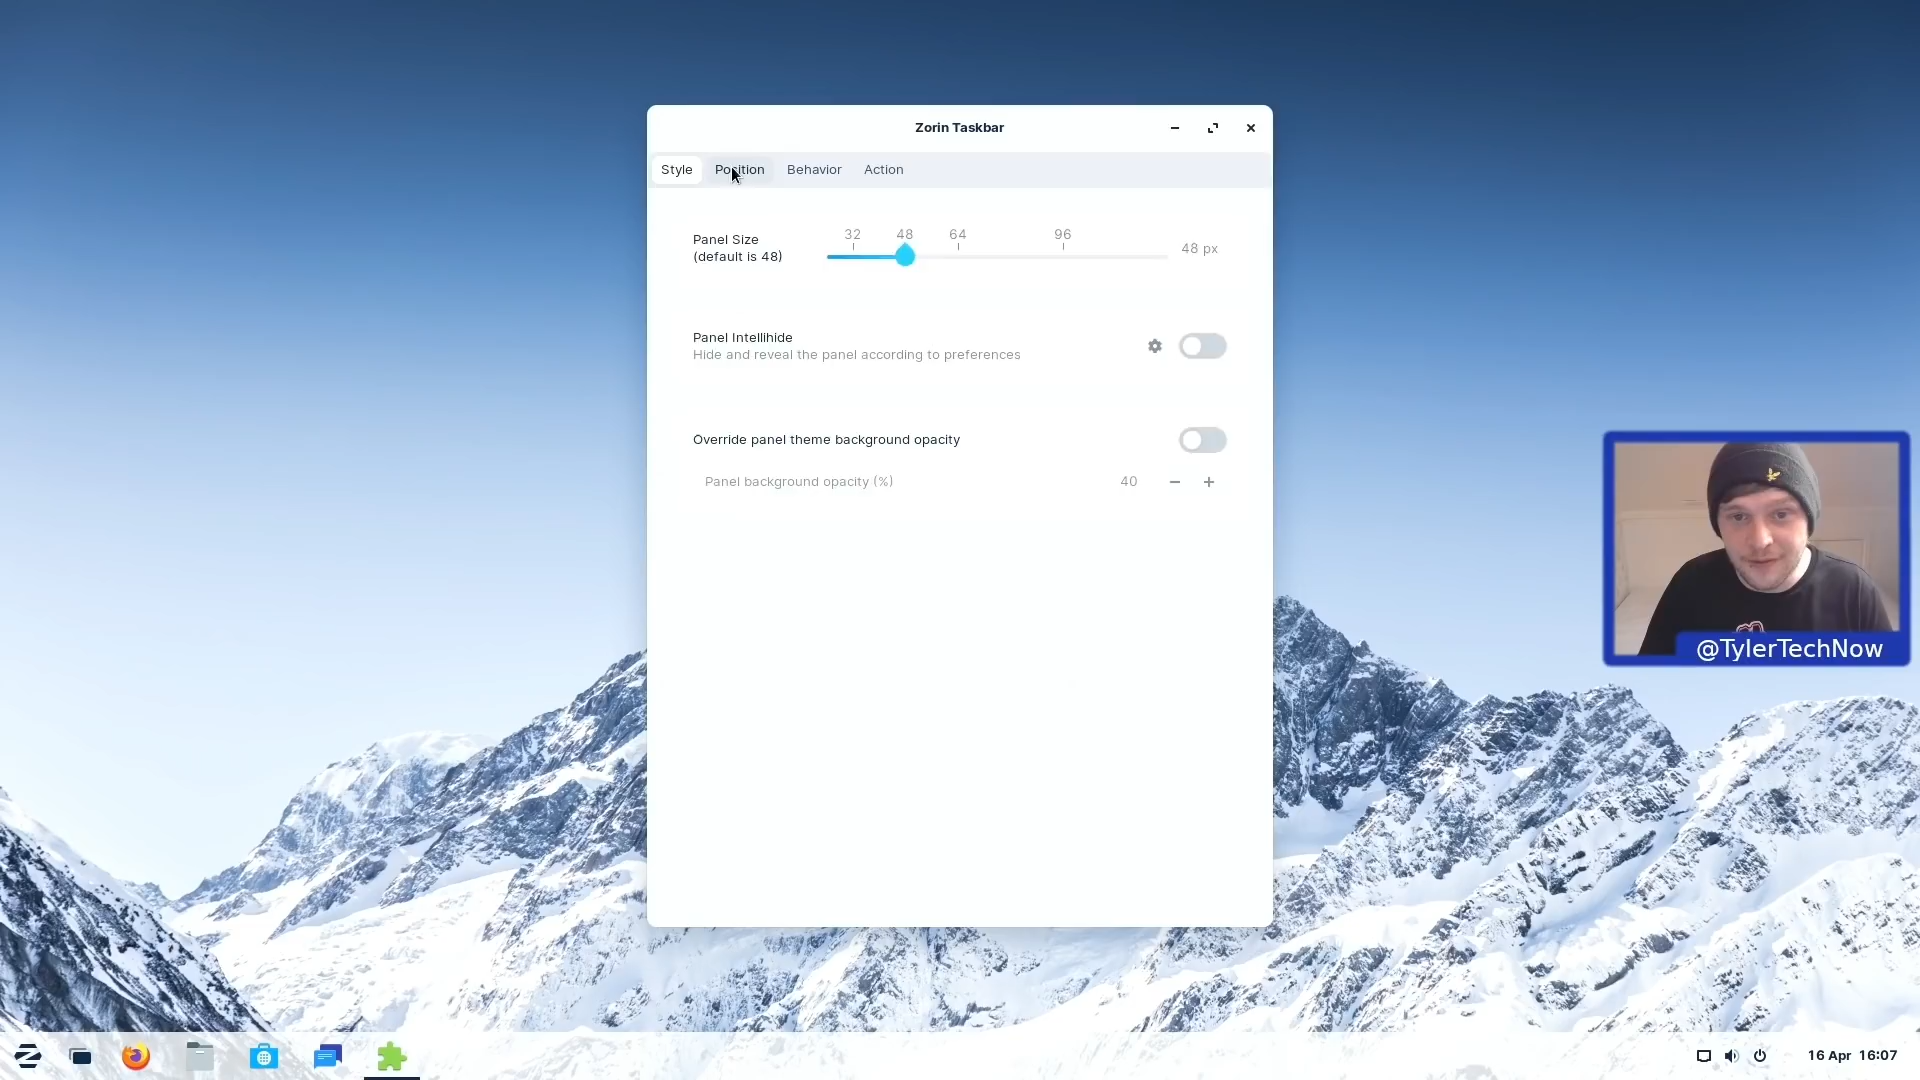 Zorin Taskbar
Style Position Behavior Action
32 48 64 96
Panel Size
(default is 48)
48 px
Panel Intellihide
Hide and reveal the panel according to preferences
Override panel theme background opacity
Panel background opacity (%) 40
@TylerTechNow
16 Apr 16:07